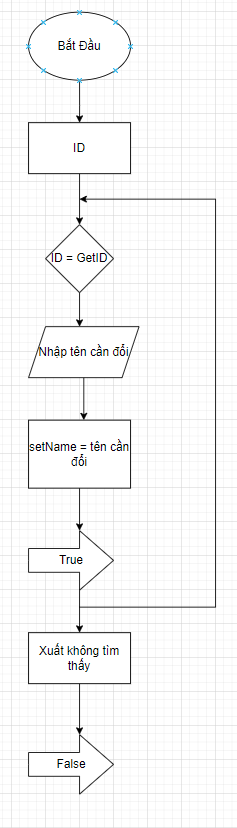 Bắt Đầu
ID
ID = GetID
Nhập tên cần đổi
setName = tên cần
đổi
True
Xuất không tìm
thấy
False